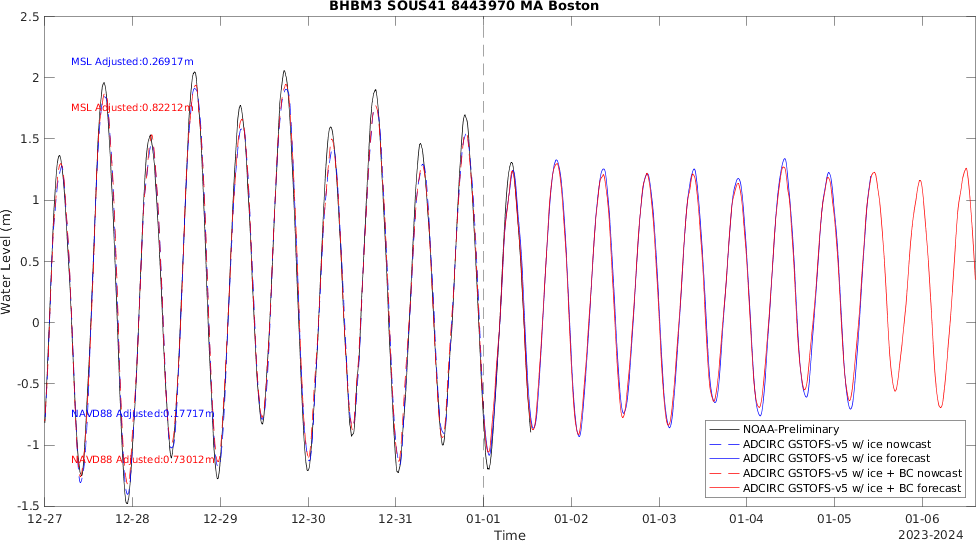 BHBM3 SOUS41 8443970 MA Boston
2.5
2
1.5
1
0.5
0
-0.5
-1
-1.5
Water Level (m)
MSL Adjusted:0.26917m
MSL Adjusted:0.82212m
NAVD88 Adjusted:0.17717m
NAVD88 Adjusted:0.73012m
NOAA-Preliminary
ADCIRC GSTOFS-v5 w/ ice nowcast
ADCIRC GSTOFS-v5 w/ ice forecast
ADCIRC GSTOFS-v5 w/ ice + BC nowcast
ADCIRC GSTOFS-v5 w/ ice + BC forecast
12-27 12-28 12-29 12-30 12-31 01-01 01-02 01-03 01-04 01-05 01-06
Time
2023-2024